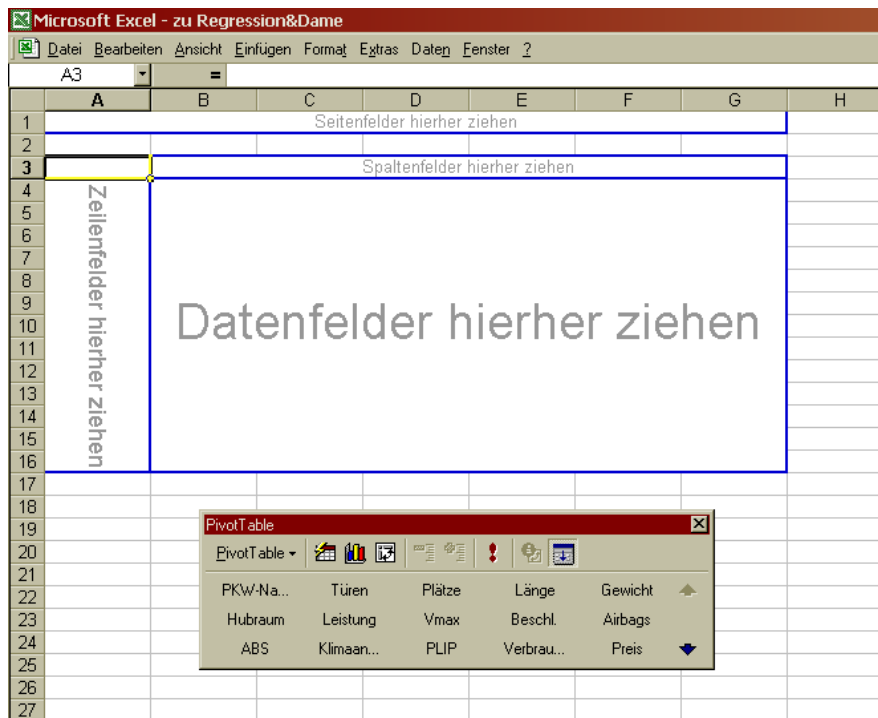 Microsoft Excel - zu Regression&Dame
Datei Bearbeiten Ansicht Einfügen Format Extras Daten Fenster ?
A3 =
A B C D E F G H
1 Seitenfelder hierher ziehen
2
3 Spaltenfelder hierher ziehen
Zeilenfelder hierher ziehen
Datenfelder hierher ziehen
4
5
6
7
8
9
10
11
12
13
14
15
16
17
18
19
20
21
22
23
24
25
26
27
PivotTable
PivotTable
PKW-Na... Türen Plätze Länge Gewicht
Hubraum Leistung Vmax Beschl. Airbags
ABS Klimaan... PLIP Verbrau... Preis